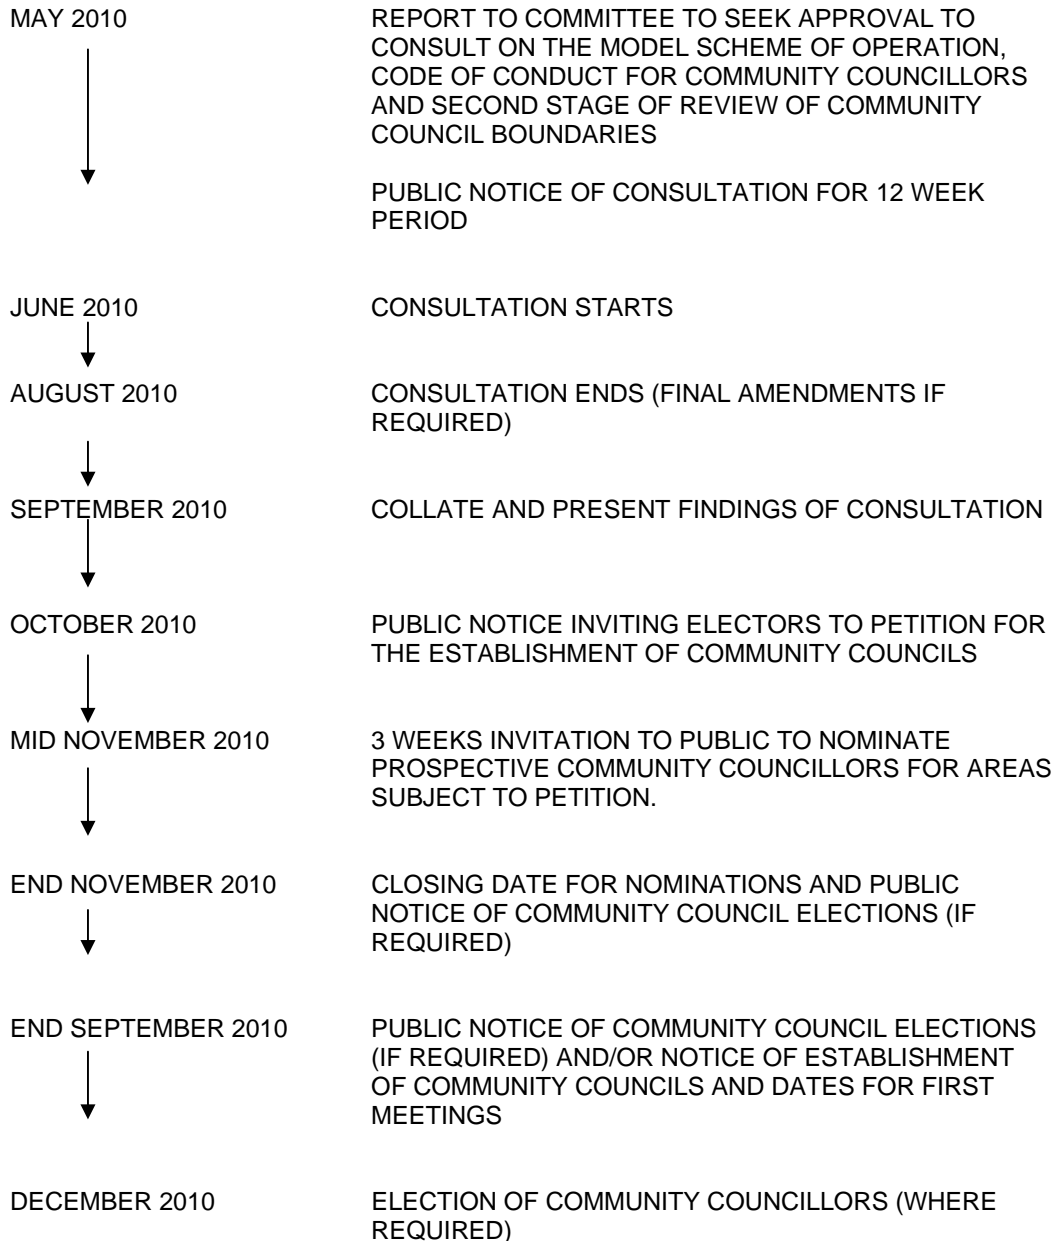 MAY 2010 REPORT TO COMMITTEE TO SEEK APPROVAL TO
CONSULT ON THE MODEL SCHEME OF OPERATION,
CODE OF CONDUCT FOR COMMUNITY COUNCILLORS
AND SECOND STAGE OF REVIEW OF COMMUNITY
COUNCIL BOUNDARIES
PUBLIC NOTICE OF CONSULTATION FOR 12 WEEK
PERIOD
JUNE 2010 CONSULTATION STARTS
AUGUST 2010 CONSULTATION ENDS (FINAL AMENDMENTS IF
REQUIRED)
SEPTEMBER 2010 COLLATE AND PRESENT FINDINGS OF CONSULTATION
OCTOBER 2010 PUBLIC NOTICE INVITING ELECTORS TO PETITION FOR
THE ESTABLISHMENT OF COMMUNITY COUNCILS
MID NOVEMBER 2010 3 WEEKS INVITATION TO PUBLIC TO NOMINATE
PROSPECTIVE COMMUNITY COUNCILLORS FOR AREAS
SUBJECT TO PETITION.
END NOVEMBER 2010 CLOSING DATE FOR NOMINATIONS AND PUBLIC
NOTICE OF COMMUNITY COUNCIL ELECTIONS (IF
REQUIRED)
END SEPTEMBER 2010 PUBLIC NOTICE OF COMMUNITY COUNCIL ELECTIONS
(IF REQUIRED) AND/OR NOTICE OF ESTABLISHMENT
OF COMMUNITY COUNCILS AND DATES FOR FIRST
MEETINGS
DECEMBER 2010 ELECTION OF COMMUNITY COUNCILLORS (WHERE
REQUIRED)